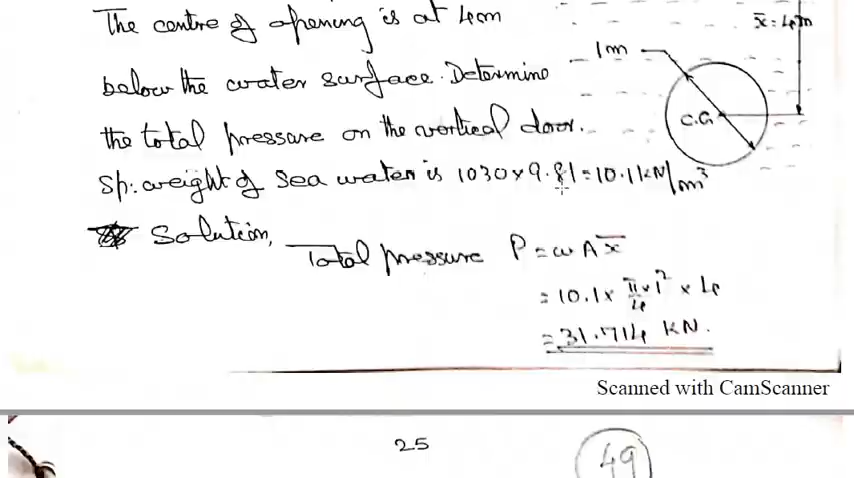 The centre of opening is at 4m
x̄ = 4m
1m
below the water surface. Determine
the total pressure on the vertical door.
C.G
Sp: weight of sea water is 1030 × 9.81 = 10.1 kN/m³
Solution,
Total pressure P = ω A x̄
= 10.1 × π/4 × 1² × 4
= 31.714 kN.
Scanned with CamScanner
25
49